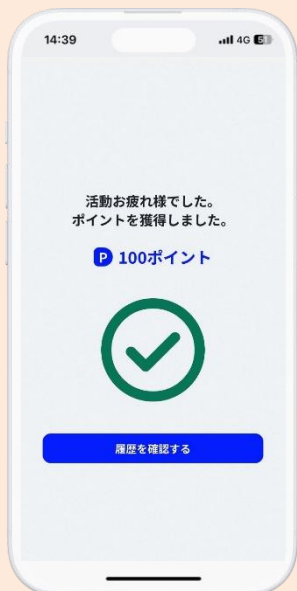 14:39
4G
活動お疲れ様でした。
ポイントを獲得しました。
P 100ポイント
履歴を確認する